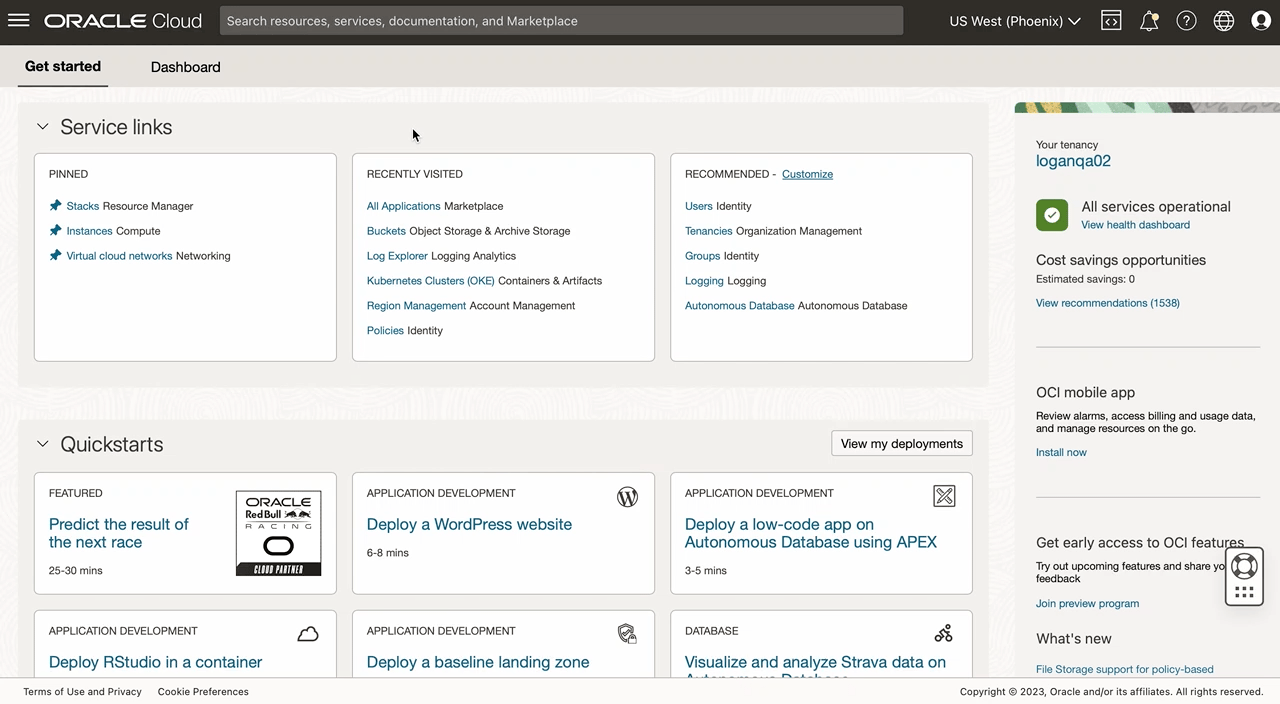 ORACLE Cloud
Search resources, services, documentation, and Marketplace
US West (Phoenix)
Get started
Dashboard
Service links
PINNED
Stacks Resource Manager
Instances Compute
Virtual cloud networks Networking
RECENTLY VISITED
All Applications Marketplace
Buckets Object Storage & Archive Storage
Log Explorer Logging Analytics
Kubernetes Clusters (OKE) Containers & Artifacts
Region Management Account Management
Policies Identity
RECOMMENDED - Customize
Users Identity
Tenancies Organization Management
Groups Identity
Logging Logging
Autonomous Database Autonomous Database
Your tenancy
loganqa02
All services operational
View health dashboard
Cost savings opportunities
Estimated savings: 0
View recommendations (1538)
OCI mobile app
Review alarms, access billing and usage data,
and manage resources on the go.
Install now
Get early access to OCI features
Try out upcoming features and share
feedback
Join preview program
What's new
File Storage support for policy-based
Quickstarts
View my deployments
FEATURED
Predict the result of
the next race
25-30 mins
ORACLE
Red Bull
RACING
CLOUD PARTNER
APPLICATION DEVELOPMENT
Deploy a WordPress website
6-8 mins
APPLICATION DEVELOPMENT
Deploy a low-code app on
Autonomous Database using APEX
3-5 mins
APPLICATION DEVELOPMENT
Deploy RStudio in a container
APPLICATION DEVELOPMENT
Deploy a baseline landing zone
DATABASE
Visualize and analyze Strava data on
Autonomous Database
Terms of Use and Privacy
Cookie Preferences
Copyright © 2023, Oracle and/or its affiliates. All rights reserved.